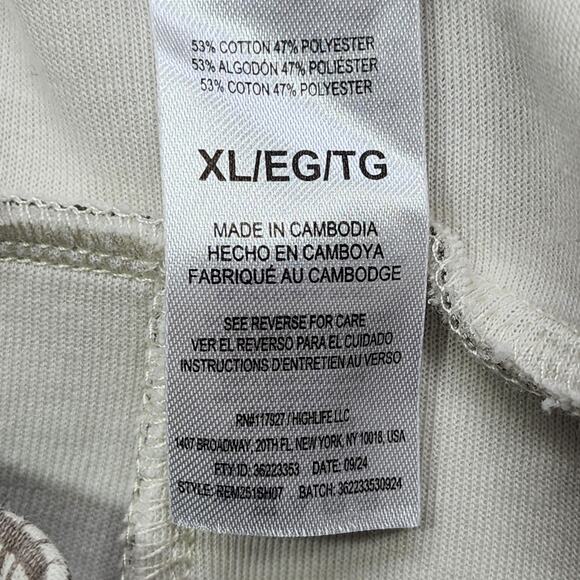 53% COTTON 47% POLYESTER
53% ALGODÓN 47% POLIESTER
53% COTON 47% POLYESTER
XL/EG/TG
MADE IN CAMBODIA
HECHO EN CAMBOYA
FABRIQUÉ AU CAMBODGE
SEE REVERSE FOR CARE
VER EL REVERSO PARA EL CUIDADO
INSTRUCTIONS D'ENTRETIEN AU VERSO
RN#117927 / HIGHLIFE LLC
1407 BROADWAY, 20TH FL, NEW YORK, NY 10018, USA
FTY ID: 36223353 DATE: 09/24
STYLE: REM251SH07 BATCH: 362233530924